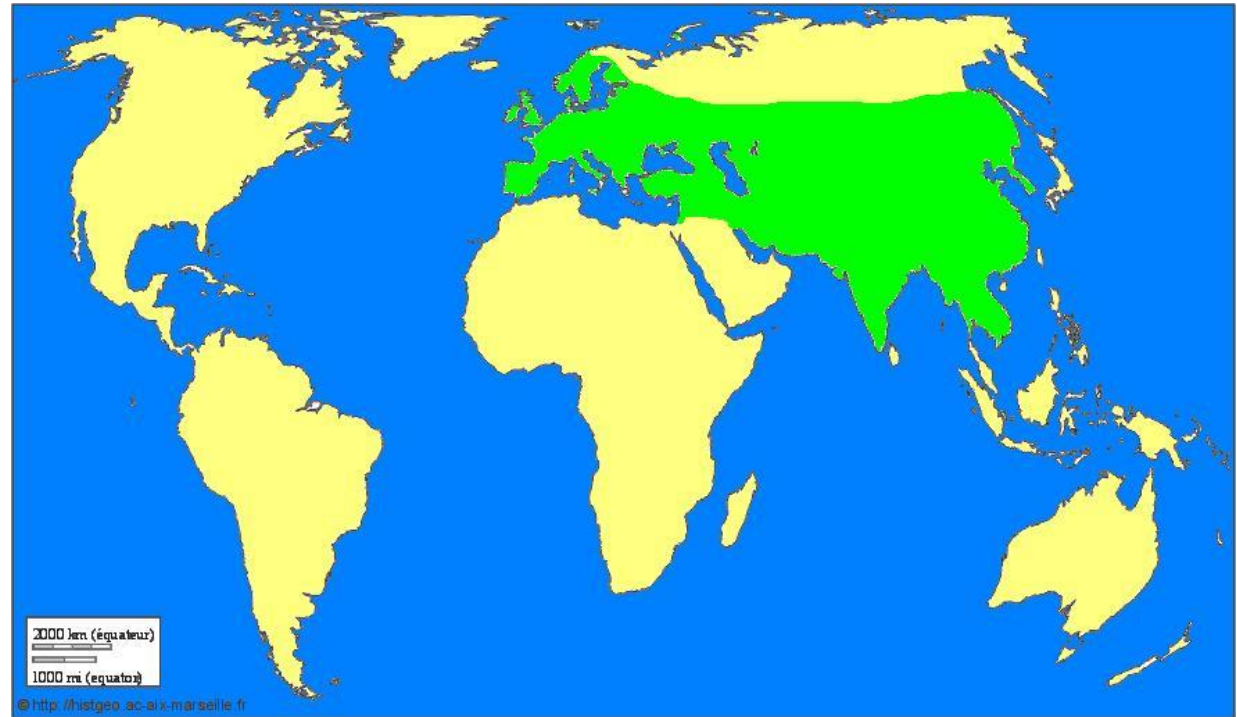 2000 km (équateur)
1000 mi (equator)
© http://histgeo.ac-aix-marseille.fr